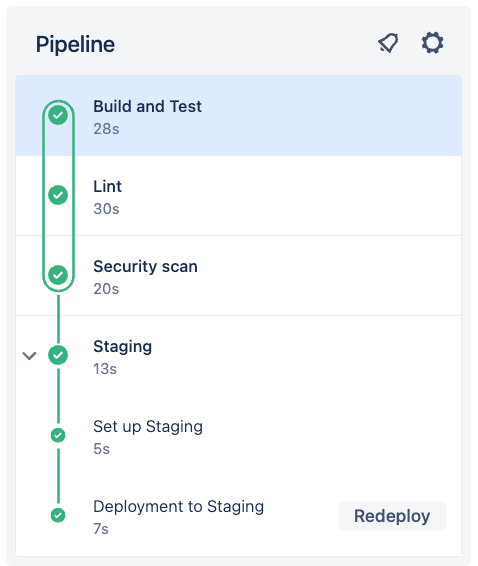 Pipeline
Build and Test
28s
Lint
30s
Security scan
20s
Staging
13s
Set up Staging
5s
Deployment to Staging
7s
Redeploy